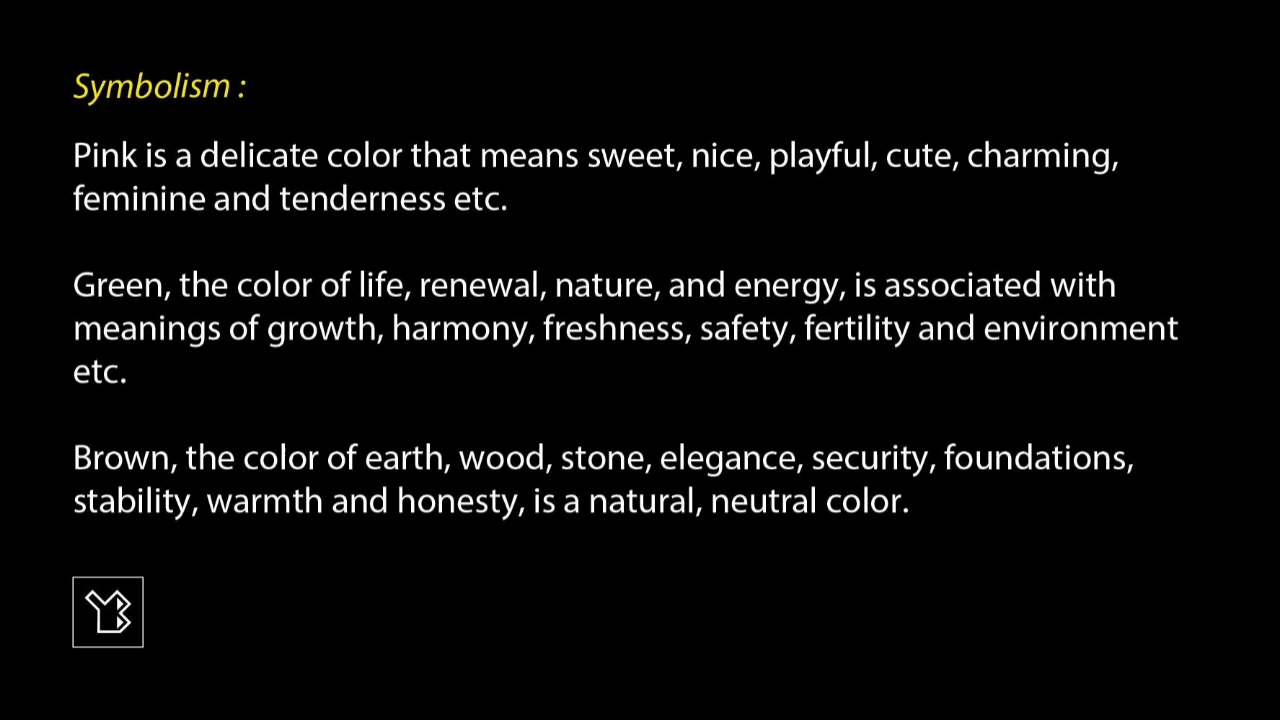 Symbolism :
Pink is a delicate color that means sweet, nice, playful, cute, charming,
feminine and tenderness etc.
Green, the color of life, renewal, nature, and energy, is associated with
meanings of growth, harmony, freshness, safety, fertility and environment
etc.
Brown, the color of earth, wood, stone, elegance, security, foundations,
stability, warmth and honesty, is a natural, neutral color.
YB